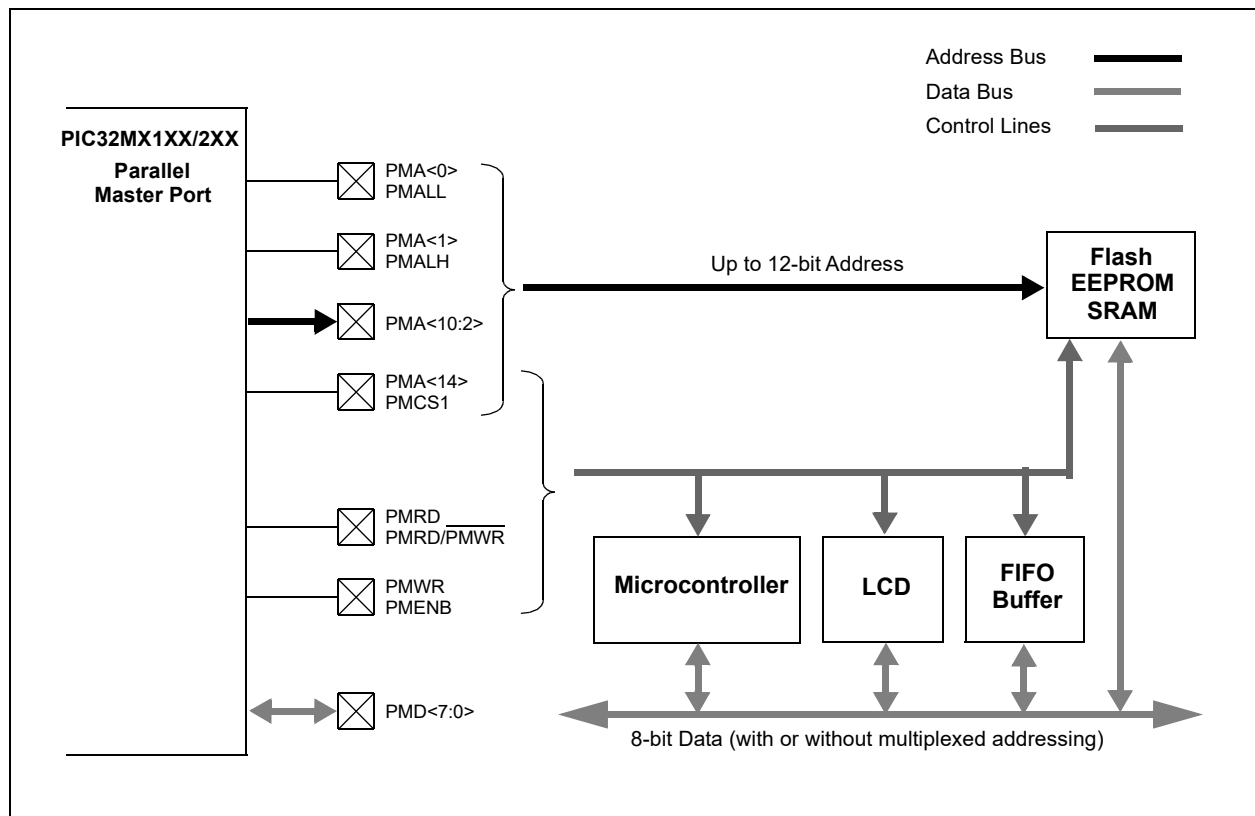 Address Bus
Data Bus
Control Lines
PIC32MX1XX/2XX
Parallel
Master Port
PMA<0>
PMALL
PMA<1>
PMALH
PMA<10:2>
PMA<14>
PMCS1
PMRD
PMRD/PMWR
PMWR
PMENB
PMD<7:0>
Up to 12-bit Address
Flash
EEPROM
SRAM
Microcontroller
LCD
FIFO
Buffer
8-bit Data (with or without multiplexed addressing)